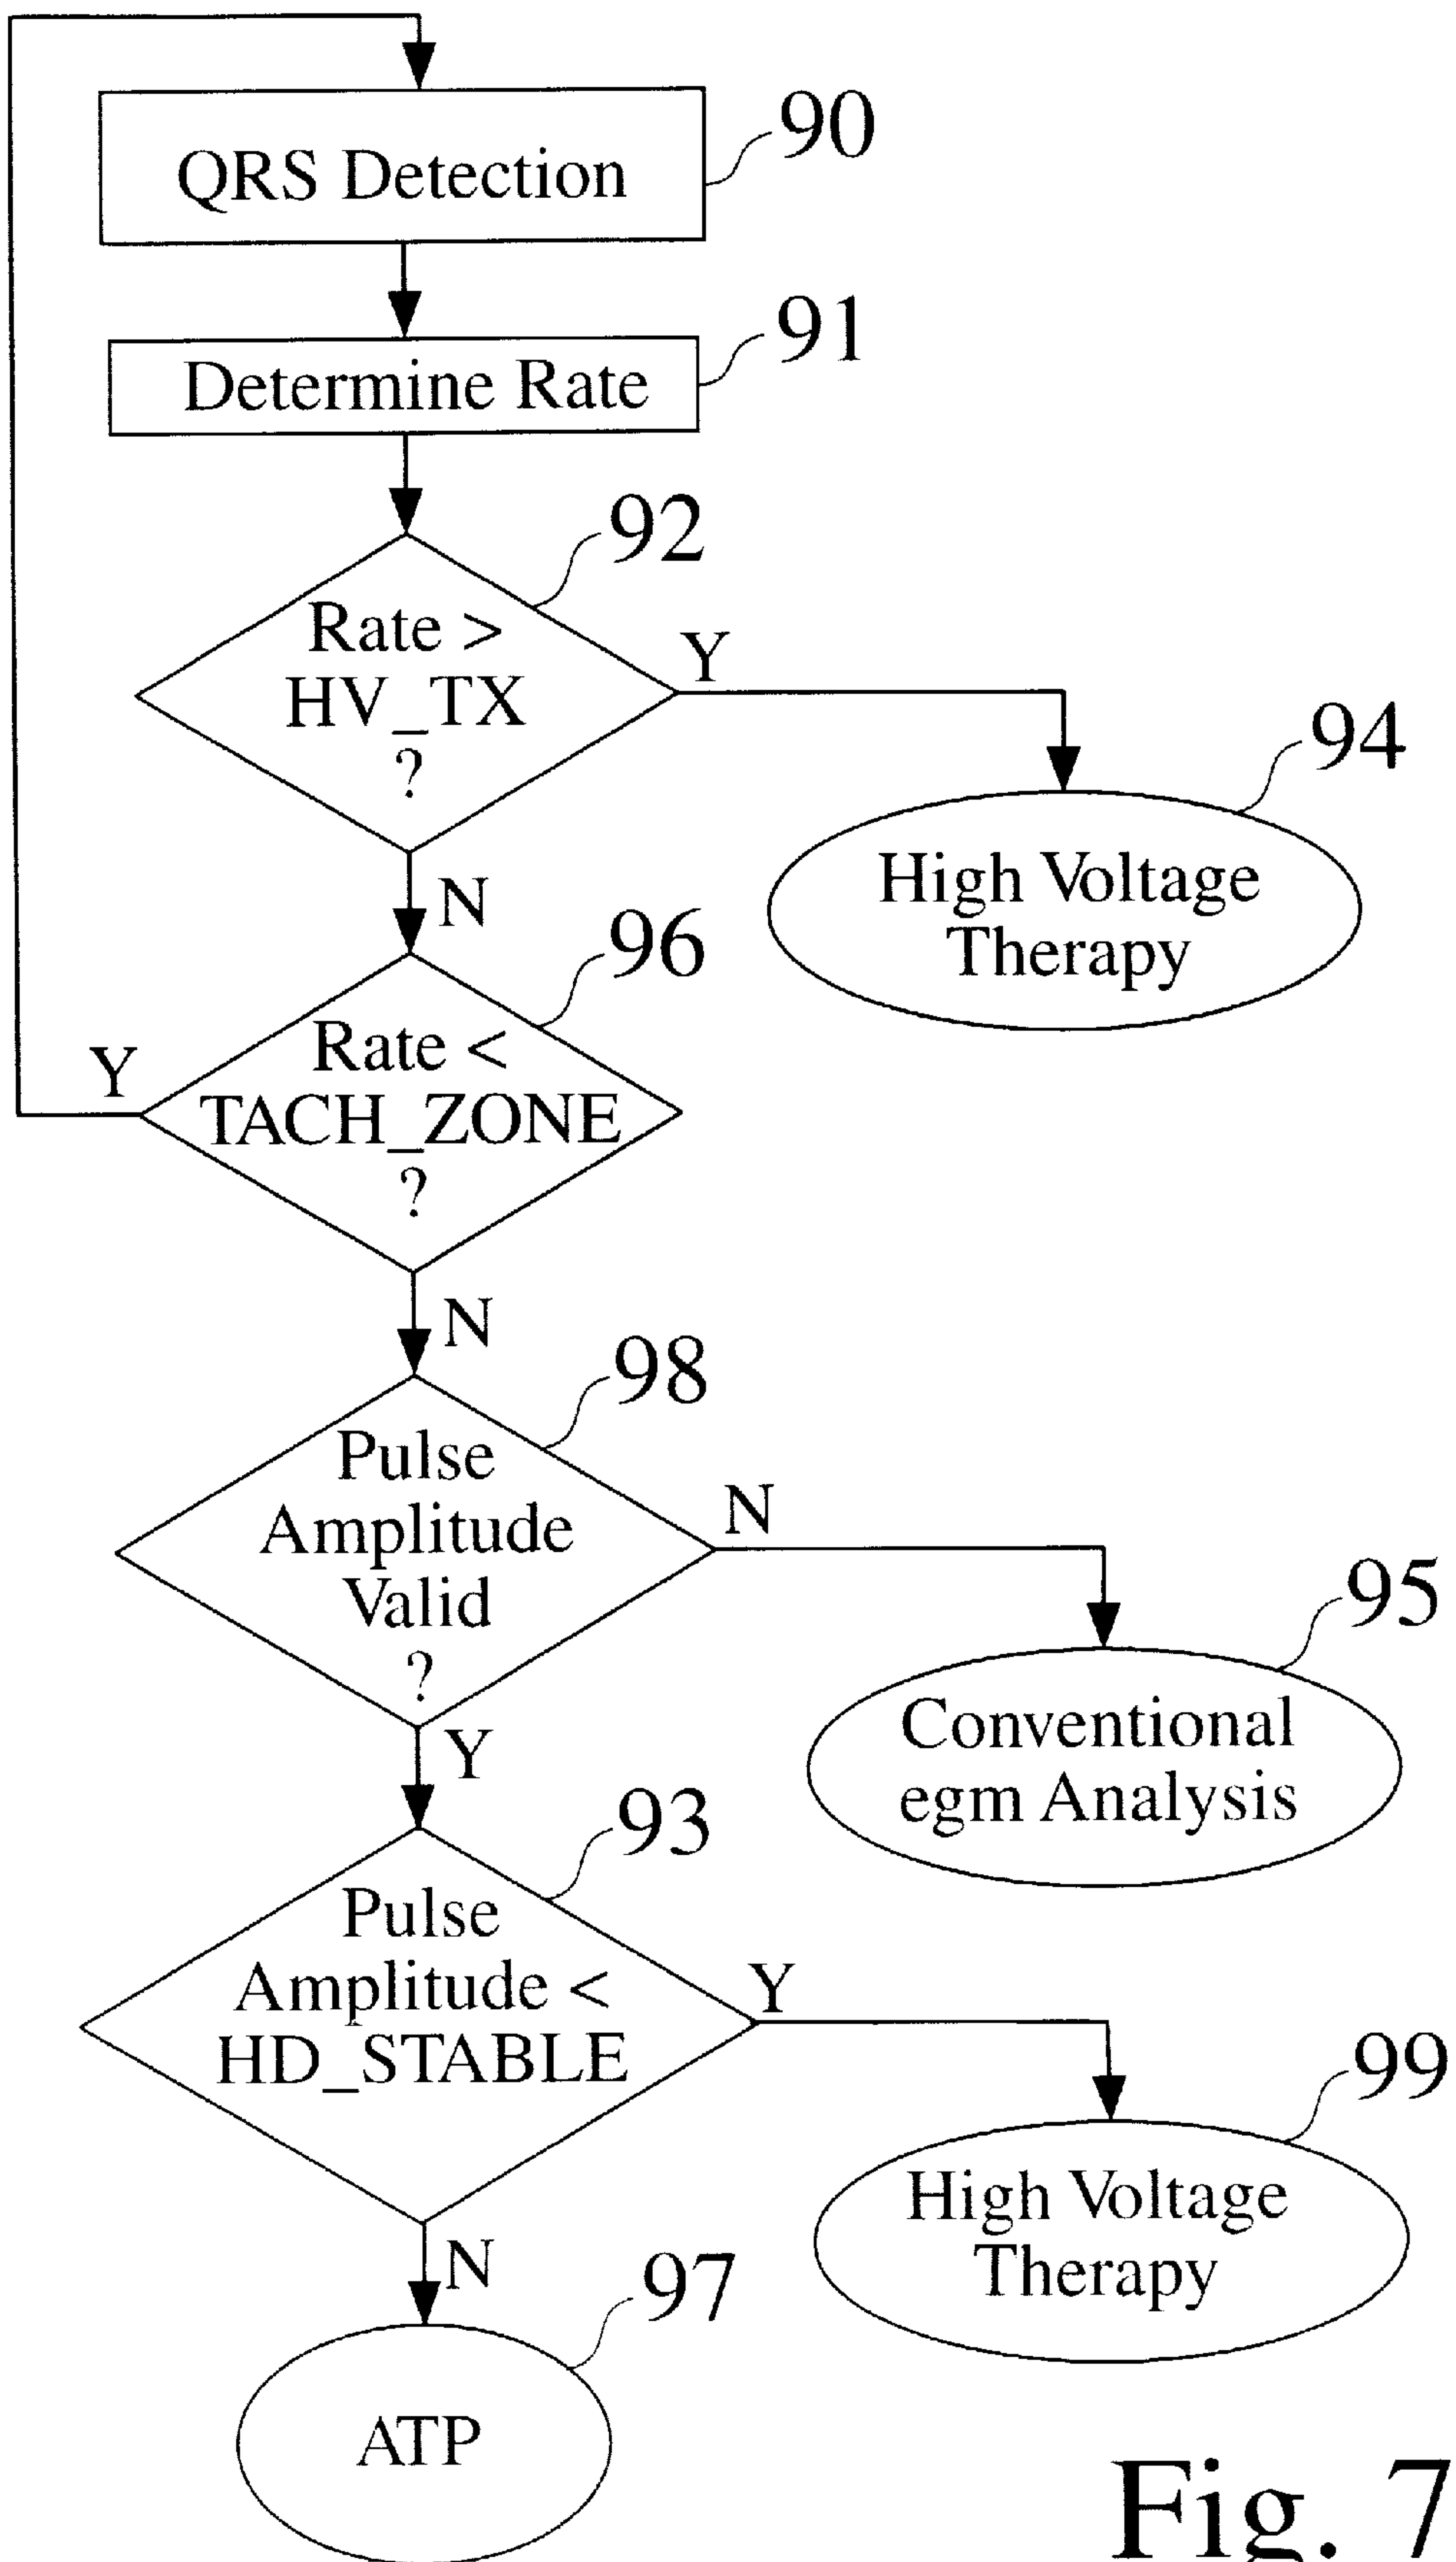 90
QRS Detection
91
Determine Rate
92
Rate >
HV_TX
?
Y
94
High Voltage
Therapy
N
96
Rate <
TACH_ZONE
?
Y
N
98
Pulse
Amplitude
Valid
?
N
95
Conventional
egm Analysis
Y
93
Pulse
Amplitude <
HD_STABLE
Y
99
High Voltage
Therapy
N
97
ATP
Fig. 7